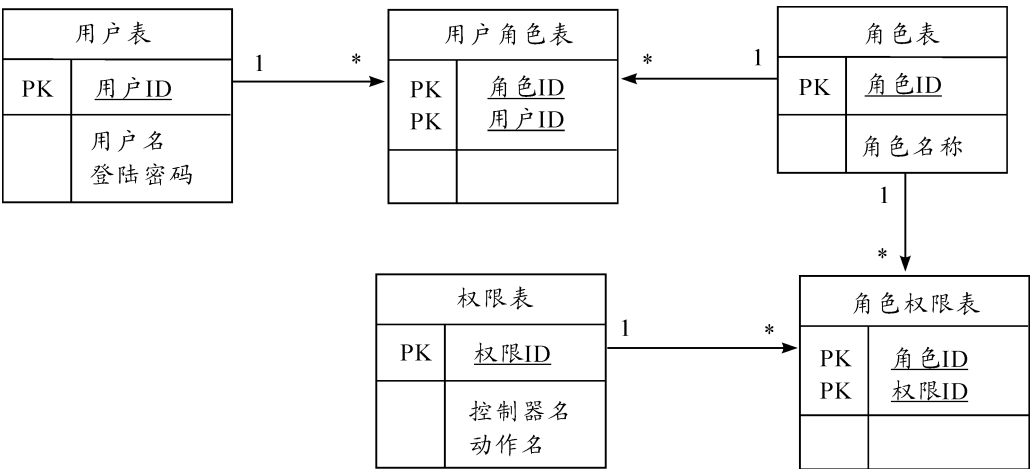 用户表
PK 用户ID
用户名
登陆密码
1 *
用户角色表
PK 角色ID
PK 用户ID
* 1
角色表
PK 角色ID
角色名称
1
*
权限表
PK 权限ID
控制器名
动作名
1 *
角色权限表
PK 角色ID
PK 权限ID